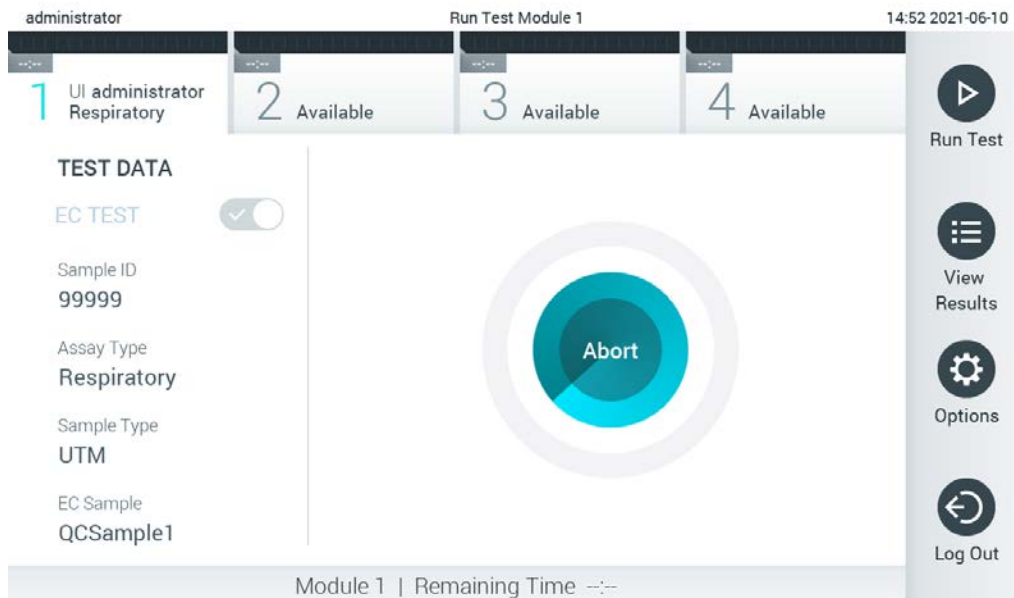 administrator
Run Test Module 1
14:52 2021-06-10
--:--
--:--
--:--
--:--
1
UI administrator
Respiratory
2 Available
3 Available
4 Available
Run Test
TEST DATA
EC TEST
Sample ID
99999
Assay Type
Respiratory
Sample Type
UTM
EC Sample
QCSample1
Abort
View
Results
Options
Log Out
Module 1 | Remaining Time --:--